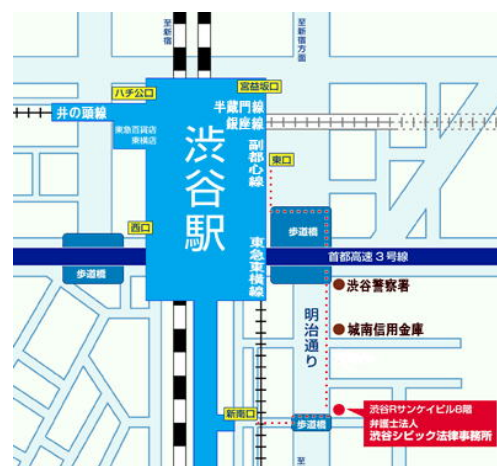 至新宿
至新宿方面
ハチ公口
宮益坂口
井の頭線
半蔵門線
銀座線
東急百貨店
東横店
渋谷駅
副都心線
東口
西口
歩道橋
歩道橋
首都高速3号線
東急東横線
渋谷警察署
明治通り
城南信用金庫
新南口
歩道橋
渋谷Rサンケイビル8階
弁護士法人
渋谷シビック法律事務所
至